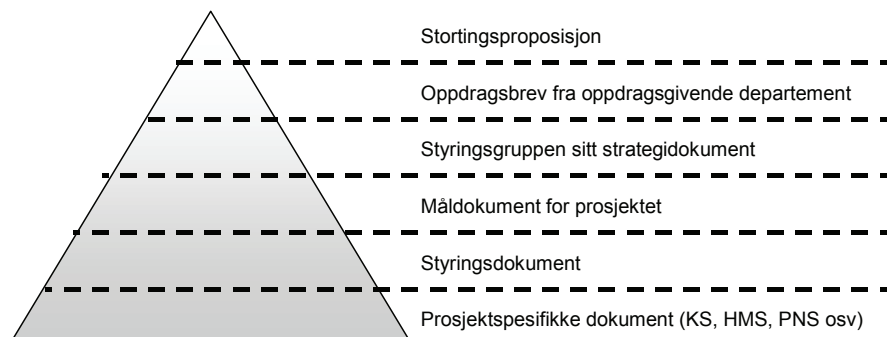 Stortingsproposisjon
Oppdragsbrev fra oppdragsgivende departement
Styringsgruppen sitt strategidokument
Måldokument for prosjektet
Styringsdokument
Prosjektspesifikke dokument (KS, HMS, PNS osv)